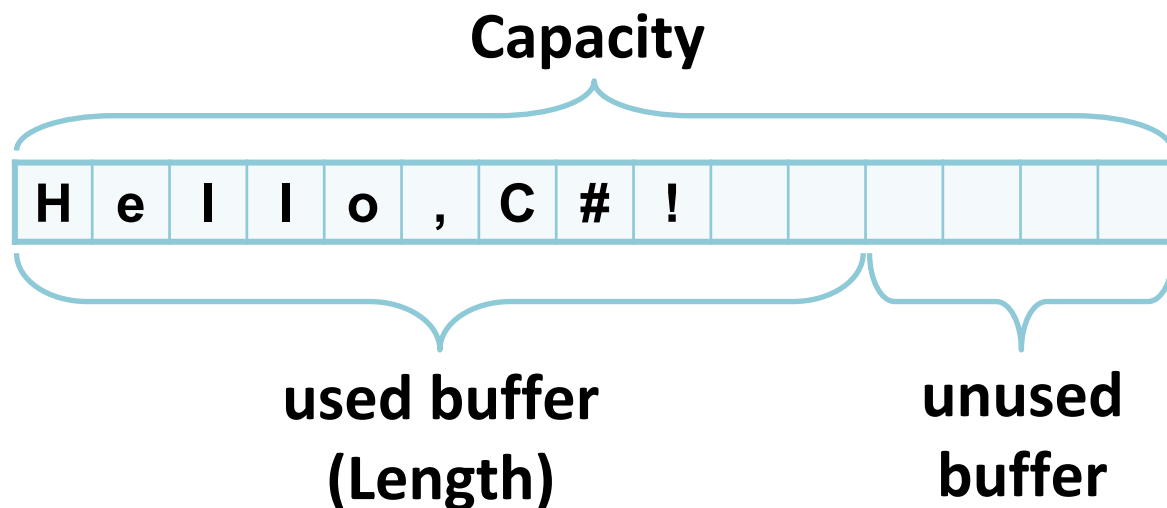 Capacity
H e l l o , C # !
used buffer unused
(Length) buffer